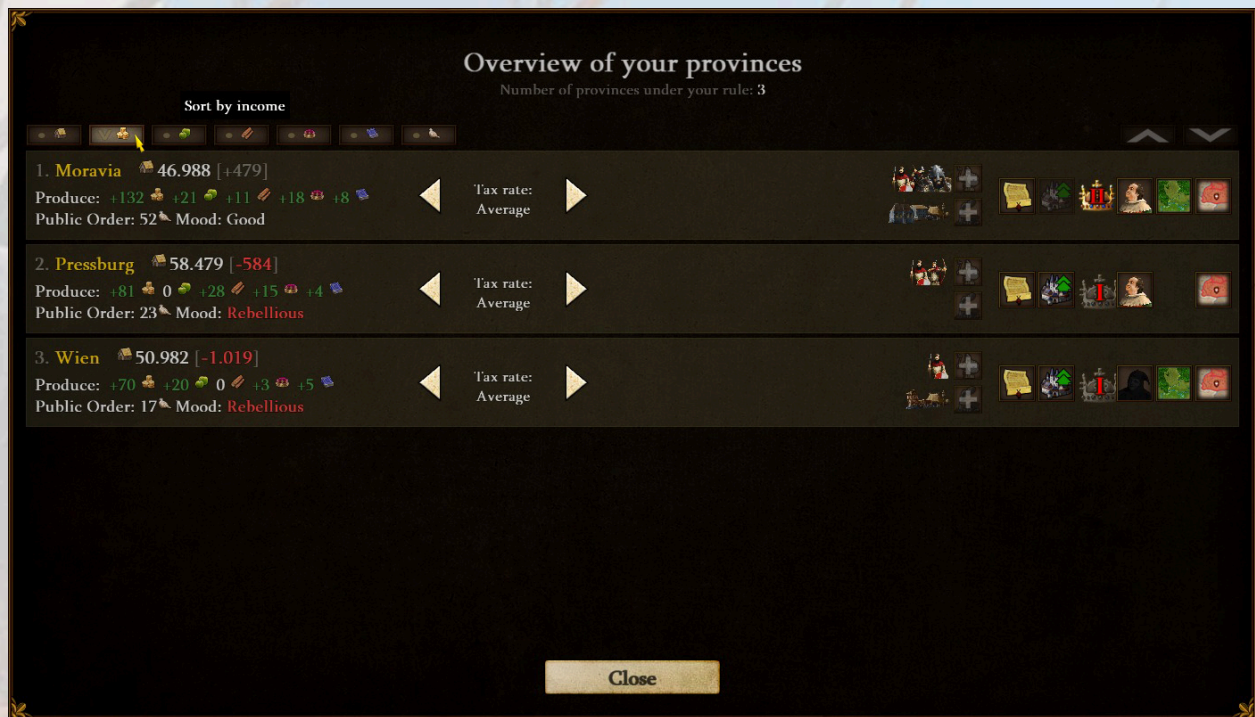 Overview of your provinces
Number of provinces under your rule: 3
Sort by income
1. Moravia 46.988 [+479]
Produce: +132 +21 +11 +18 +8
Public Order: 52 Mood: Good
Tax rate:
Average
II
2. Pressburg 58.479 [-584]
Produce: +81 0 +28 +15 +4
Public Order: 23 Mood: Rebellious
Tax rate:
Average
I
3. Wien 50.982 [-1.019]
Produce: +70 +20 0 +3 +5
Public Order: 17 Mood: Rebellious
Tax rate:
Average
I
Close